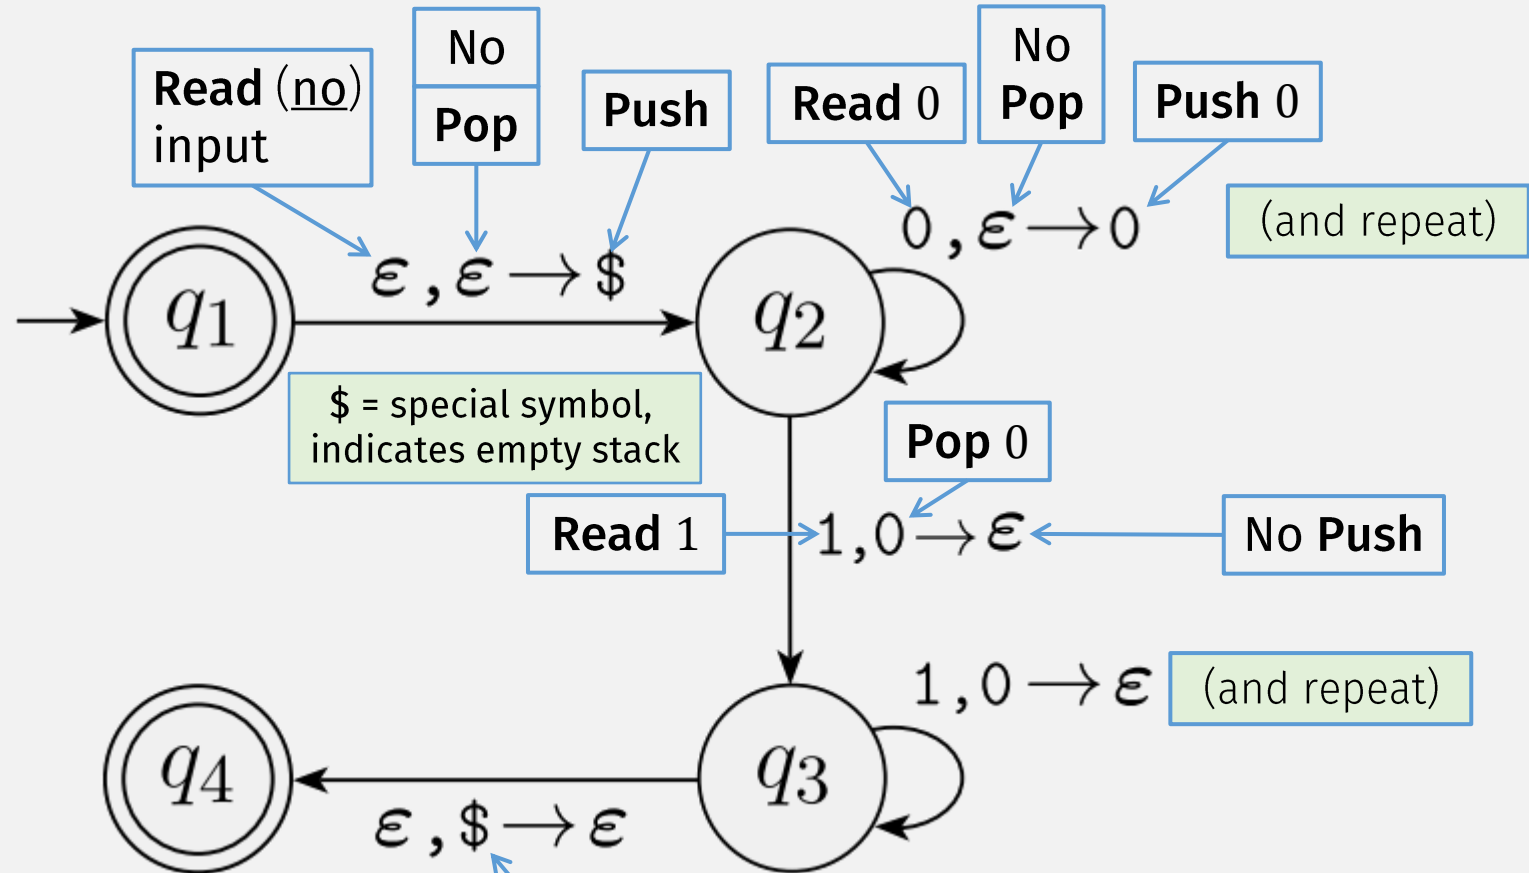 No
Pop
Read (no)
input
Push
Read 0
No
Pop
Push 0
0,ε→0
(and repeat)
ε,ε→$
q1
q2
$ = special symbol,
indicates empty stack
Pop 0
Read 1
1,0→ε
No Push
1,0→ε
(and repeat)
q4
q3
ε,$→ε